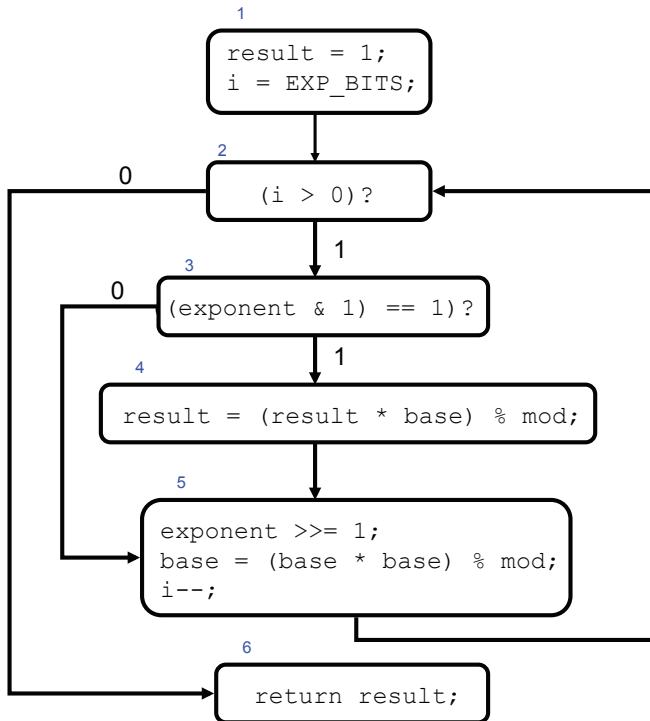 1
result = 1;
i = EXP_BITS;
2
0
(i > 0)?
1
3
0
(exponent & 1) == 1)?
1
4
result = (result * base) % mod;
5
exponent >>= 1;
base = (base * base) % mod;
i--;
6
return result;